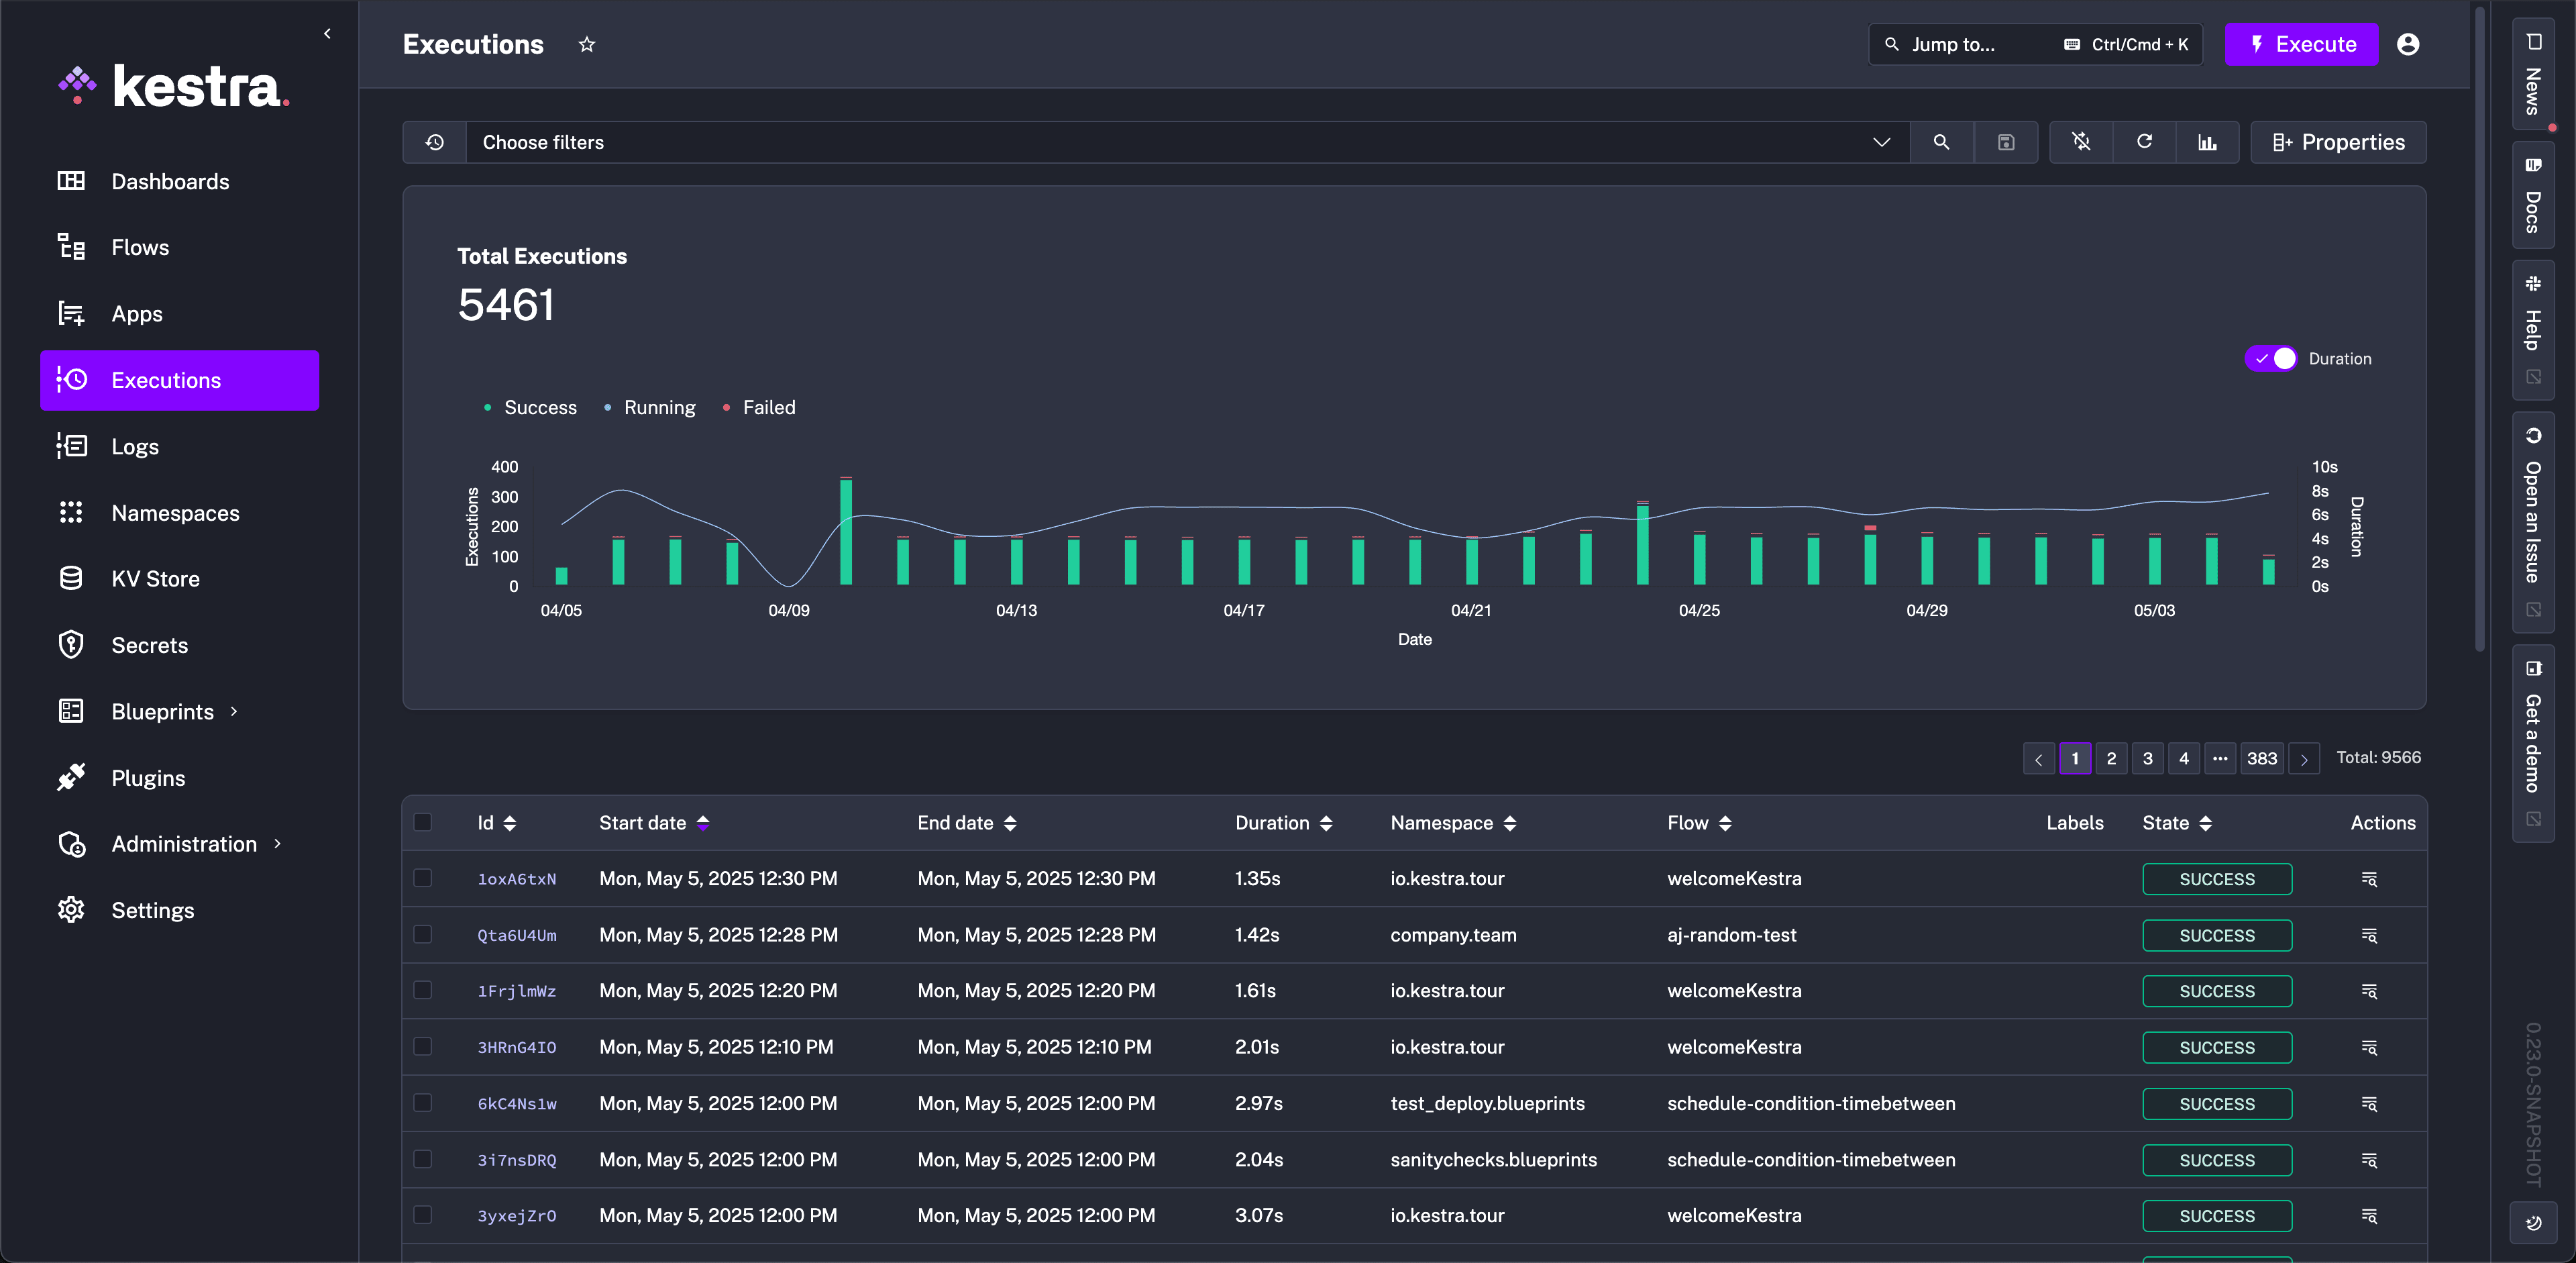 kestra.
Dashboards
Flows
Apps
Executions
Logs
Namespaces
KV Store
Secrets
Blueprints
Plugins
Administration
Settings
Executions
Jump to...
Ctrl/Cmd + K
Execute
Choose filters
Properties
Total Executions
5461
Duration
Success
Running
Failed
Executions
400
300
200
100
0
10s
8s
6s
4s
2s
0s
Duration
04/05
04/09
04/13
04/17
04/21
04/25
04/29
05/03
Date
1 2 3 4 ••• 383 Total: 9566
Id Start date End date Duration Namespace Flow Labels State Actions
1oxA6txN Mon, May 5, 2025 12:30 PM Mon, May 5, 2025 12:30 PM 1.35s io.kestra.tour welcomeKestra SUCCESS
Qta6U4Um Mon, May 5, 2025 12:28 PM Mon, May 5, 2025 12:28 PM 1.42s company.team aj-random-test SUCCESS
1FrjlmWz Mon, May 5, 2025 12:20 PM Mon, May 5, 2025 12:20 PM 1.61s io.kestra.tour welcomeKestra SUCCESS
3HRnG4IO Mon, May 5, 2025 12:10 PM Mon, May 5, 2025 12:10 PM 2.01s io.kestra.tour welcomeKestra SUCCESS
6kC4Ns1w Mon, May 5, 2025 12:00 PM Mon, May 5, 2025 12:00 PM 2.97s test_deploy.blueprints schedule-condition-timebetween SUCCESS
3i7nsDRQ Mon, May 5, 2025 12:00 PM Mon, May 5, 2025 12:00 PM 2.04s sanitychecks.blueprints schedule-condition-timebetween SUCCESS
3yxejZrO Mon, May 5, 2025 12:00 PM Mon, May 5, 2025 12:00 PM 3.07s io.kestra.tour welcomeKestra SUCCESS
News
Docs
Help
Open an Issue
Get a demo
0.23.0-SNAPSHOT